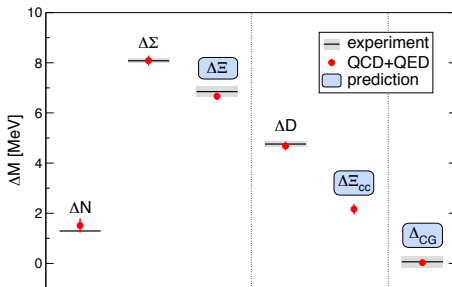 10
8
6
4
2
0
ΔM [MeV]
ΔN
ΔΣ
ΔΞ
ΔD
ΔΞcc
ΔCG
experiment
QCD+QED
prediction